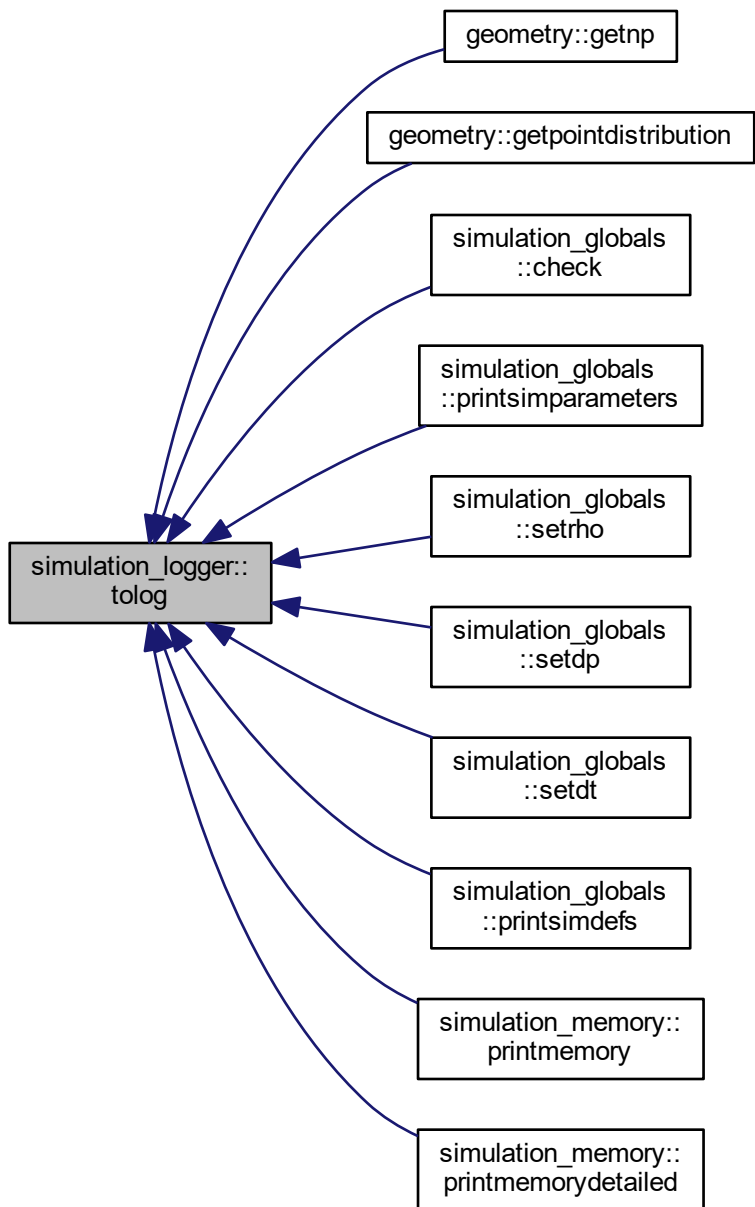 geometry::getnp
geometry::getpointdistribution
simulation_globals
::check
simulation_globals
::printsimparameters
simulation_globals
::setrho
simulation_logger::
tolog
simulation_globals
::setdp
simulation_globals
::setdt
simulation_globals
::printsimdefs
simulation_memory::
printmemory
simulation_memory::
printmemorydetailed